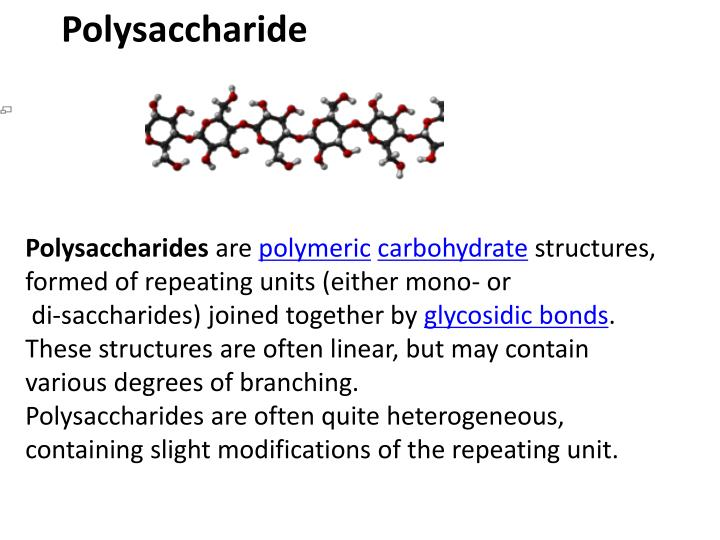 Polysaccharide
Polysaccharides are polymeric carbohydrate structures,
formed of repeating units (either mono- or
di-saccharides) joined together by glycosidic bonds.
These structures are often linear, but may contain
various degrees of branching.
Polysaccharides are often quite heterogeneous,
containing slight modifications of the repeating unit.